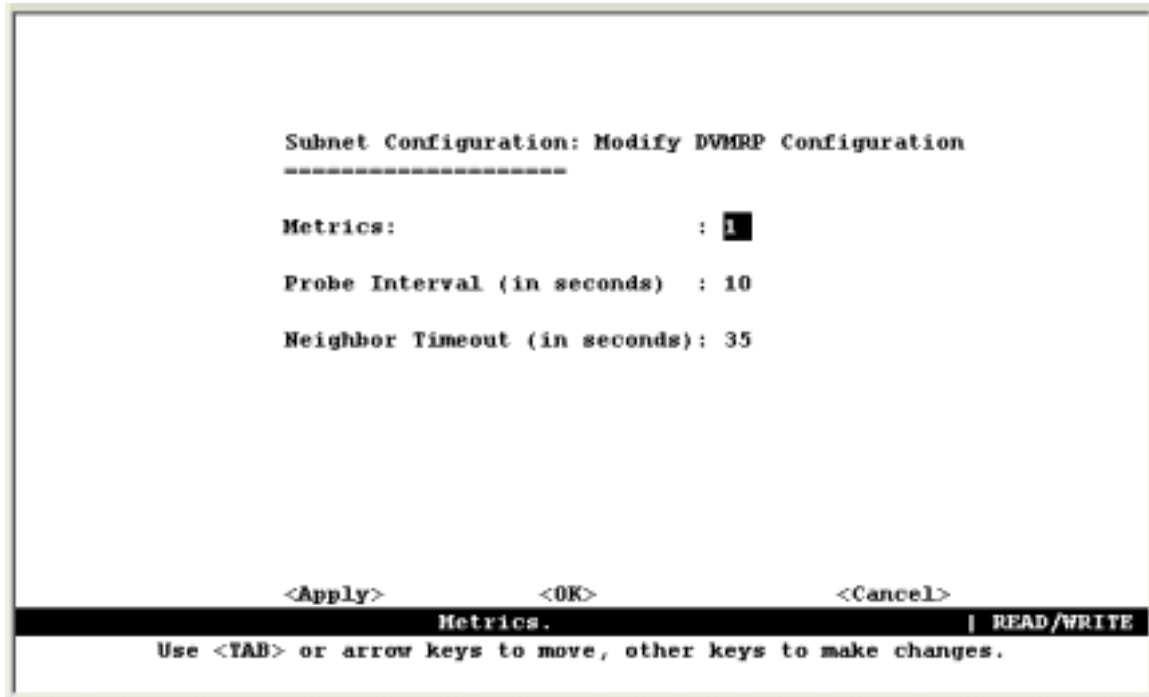 Subnet Configuration: Modify DVMRP Configuration
====================
Metrics: : 1
Probe Interval (in seconds) : 10
Neighbor Timeout (in seconds): 35
<Apply> <OK> <Cancel>
Metrics. | READ/WRITE
Use <TAB> or arrow keys to move, other keys to make changes.